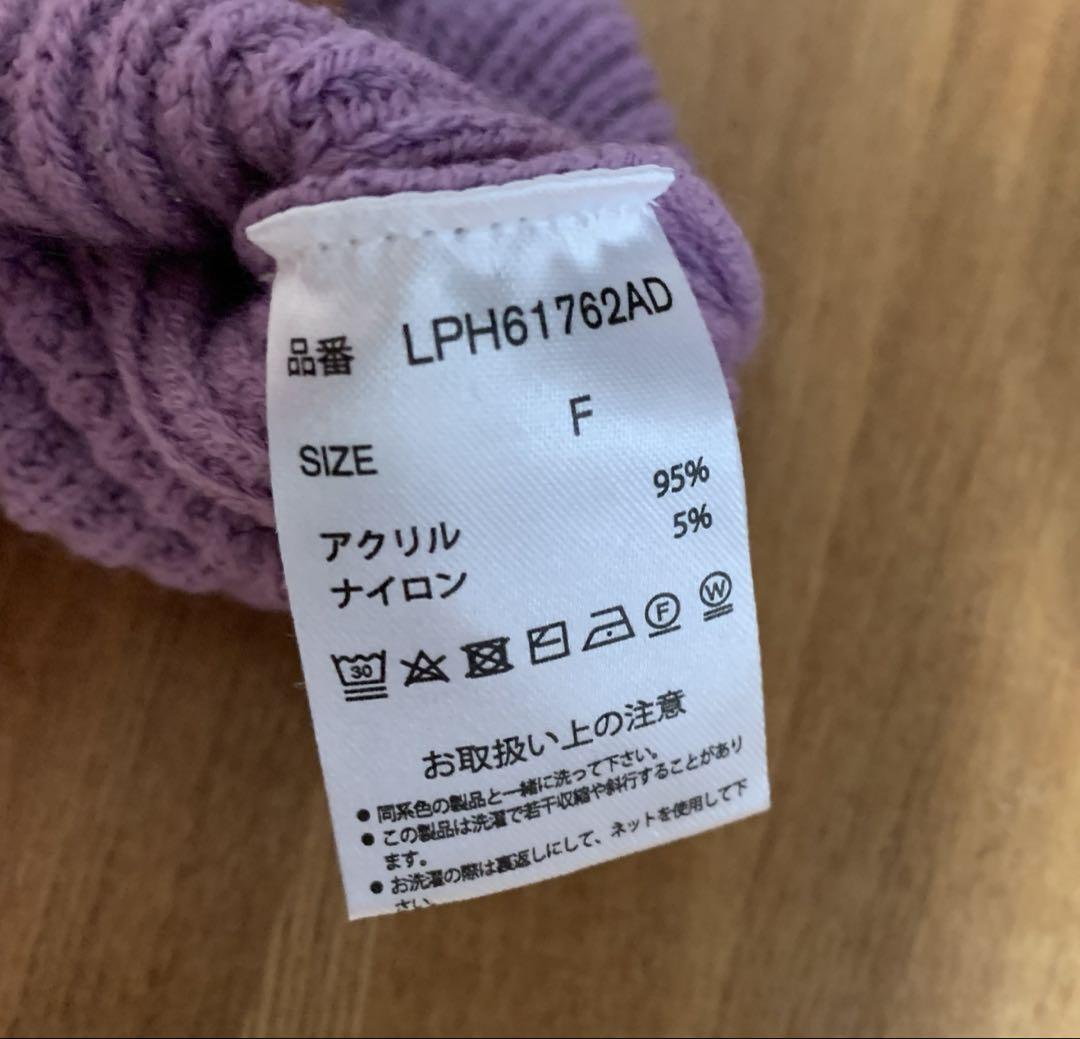 品番 LPH61762AD
SIZE F
アクリル 95%
ナイロン 5%
30 F W
お取扱い上の注意
● 同系色の製品と一緒に洗って下さい。
● この製品は洗濯で若干収縮や斜行することがあり
ます。
● お洗濯の際は裏返しにして、ネットを使用して下
さい。